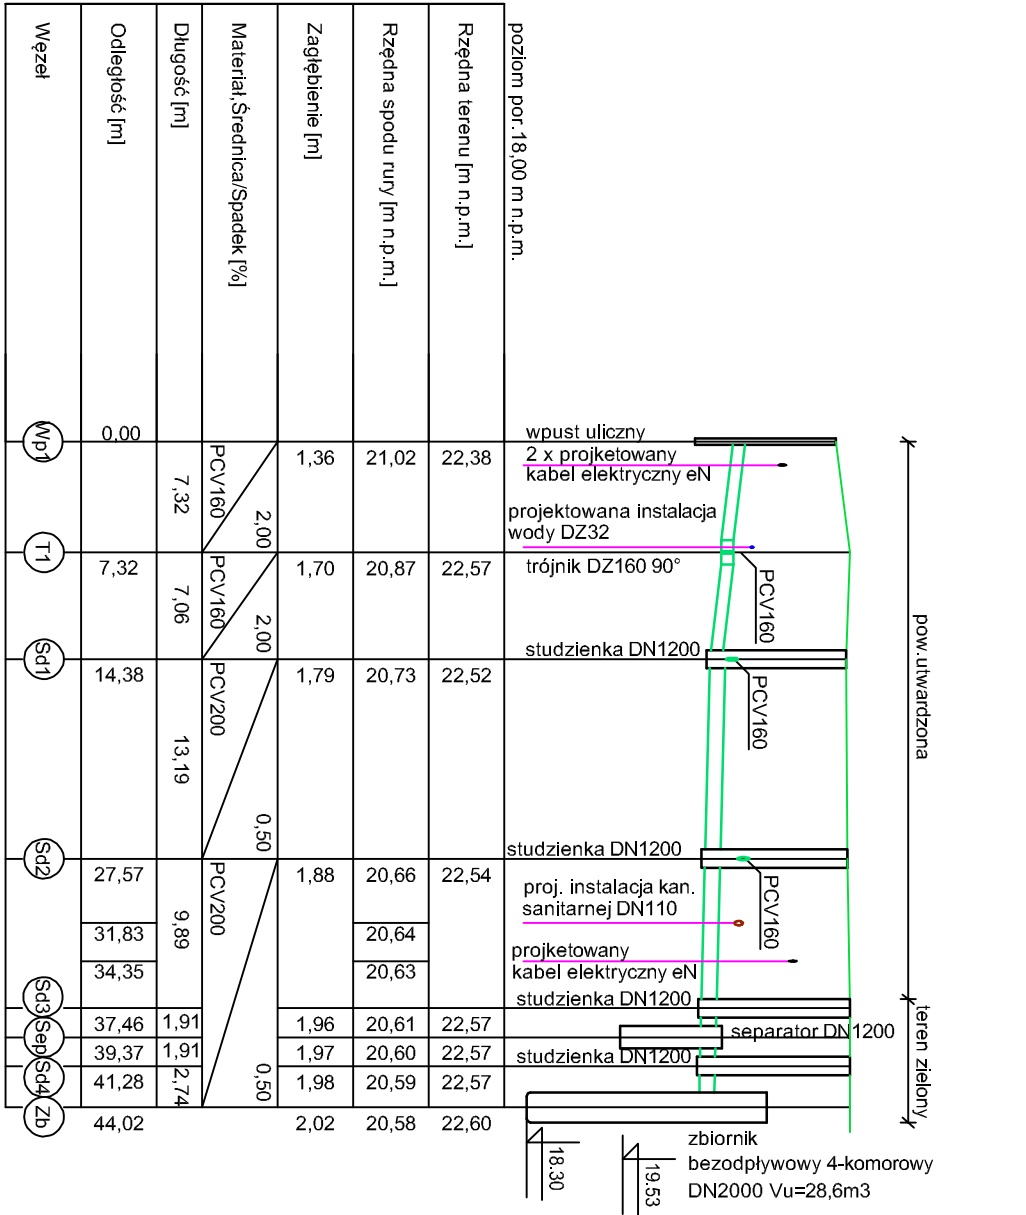 poziom por.18,00 m n.p.m.
Rzędna terenu [m n.p.m.]
Rzędna spodu rury [m n.p.m.]
Zagłębienie [m]
Materiał,Średnica/Spadek [%]
Długość [m]
Odległość [m]
Węzeł
wpust uliczny
2 x projketowany
kabel elektryczny eN
projektowana instalacja
wody DZ32
trójnik DZ160 90°
PCV160
studzienka DN1200
PCV160
studzienka DN1200
PCV160
proj. instalacja kan.
sanitarnej DN110
projketowany
kabel elektryczny eN
studzienka DN1200
separator DN1200
studzienka DN1200
zbiornik
bezodpływowy 4-komorowy
DN2000 Vu=28,6m3
18.30
19.53
pow.utwardzona
teren zielony
22,38
22,57
22,52
22,54
22,57
22,57
22,57
22,60
21,02
20,87
20,73
20,66
20,64
20,63
20,61
20,60
20,59
20,58
1,36
1,70
1,79
1,88
1,96
1,97
1,98
2,02
PCV160
2,00
PCV160
2,00
PCV200
0,50
PCV200
0,50
7,32
7,06
13,19
9,89
1,91
1,91
2,74
0,00
7,32
14,38
27,57
31,83
34,35
37,46
39,37
41,28
44,02
Wp1
T1
Sd1
Sd2
Sd3
Sep
Sd4
Zb